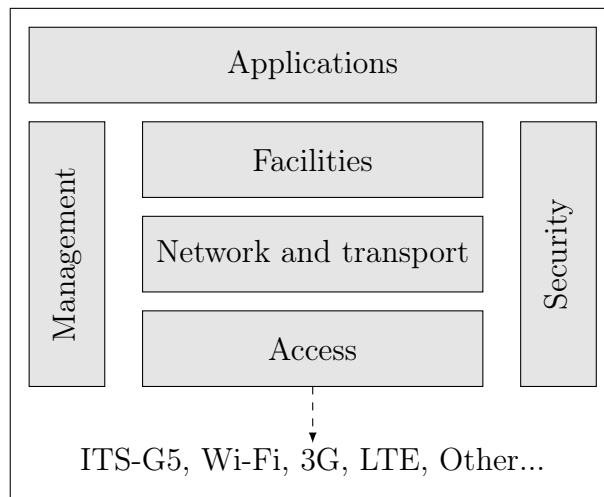 Applications
Management
Facilities
Network and transport
Access
Security
ITS-G5, Wi-Fi, 3G, LTE, Other...